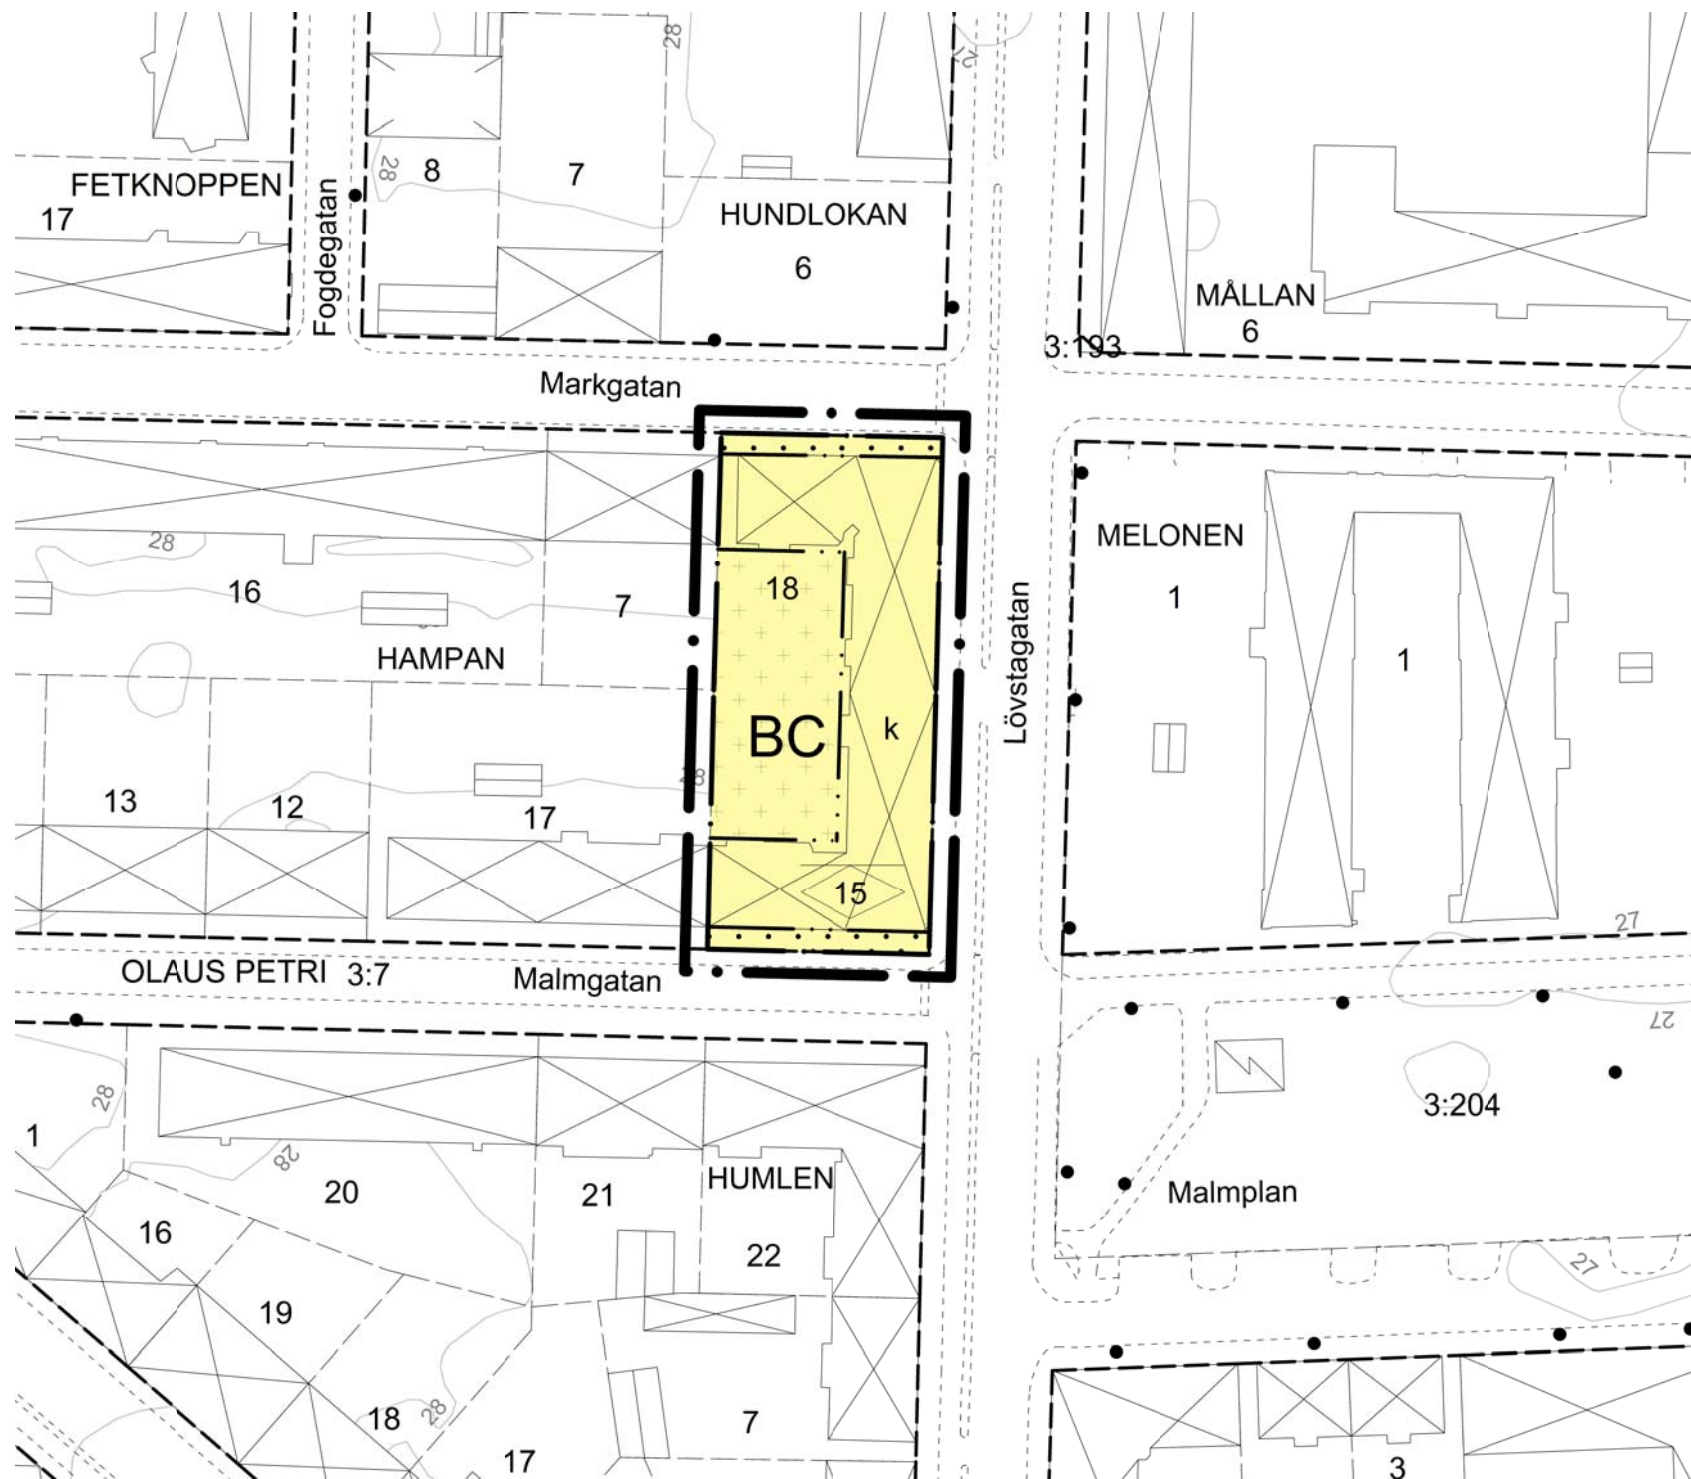 28
27
FETKNOPPEN
17
Fogdegatan
28
8
7
HUNDLOKAN
6
MÅLLAN
6
3:193
Markgatan
28
16
7
HAMPAN
18
BC
k
28
15
Lövstagatan
MELONEN
1
1
13
12
17
27
OLAUS PETRI 3:7
Malmgatan
27
28
1
28
20
21
HUMLEN
3:204
Malmplan
16
22
27
19
18
28
17
7
3